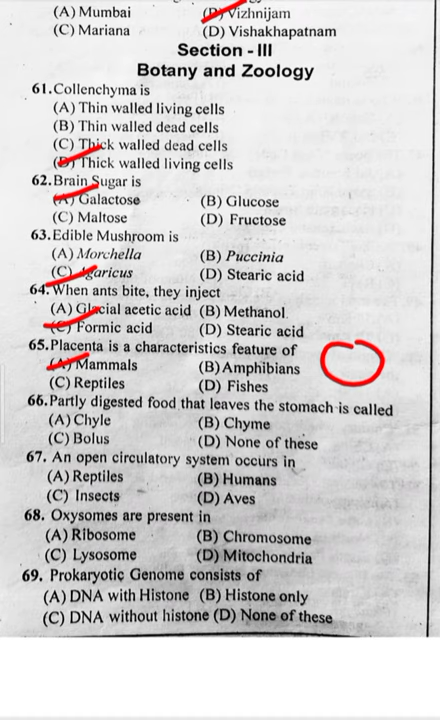 (A) Mumbai (B) Vizhnijam
(C) Mariana (D) Vishakhapatnam
Section - III
Botany and Zoology
61. Collenchyma is
(A) Thin walled living cells
(B) Thin walled dead cells
(C) Thick walled dead cells
(D) Thick walled living cells
62. Brain Sugar is
(A) Galactose (B) Glucose
(C) Maltose (D) Fructose
63. Edible Mushroom is
(A) Morchella (B) Puccinia
(C) Agaricus (D) Stearic acid
64. When ants bite, they inject
(A) Glacial acetic acid (B) Methanol
(C) Formic acid (D) Stearic acid
65. Placenta is a characteristics feature of
(A) Mammals (B) Amphibians
(C) Reptiles (D) Fishes
66. Partly digested food that leaves the stomach is called
(A) Chyle (B) Chyme
(C) Bolus (D) None of these
67. An open circulatory system occurs in
(A) Reptiles (B) Humans
(C) Insects (D) Aves
68. Oxysomes are present in
(A) Ribosome (B) Chromosome
(C) Lysosome (D) Mitochondria
69. Prokaryotic Genome consists of
(A) DNA with Histone (B) Histone only
(C) DNA without histone (D) None of these